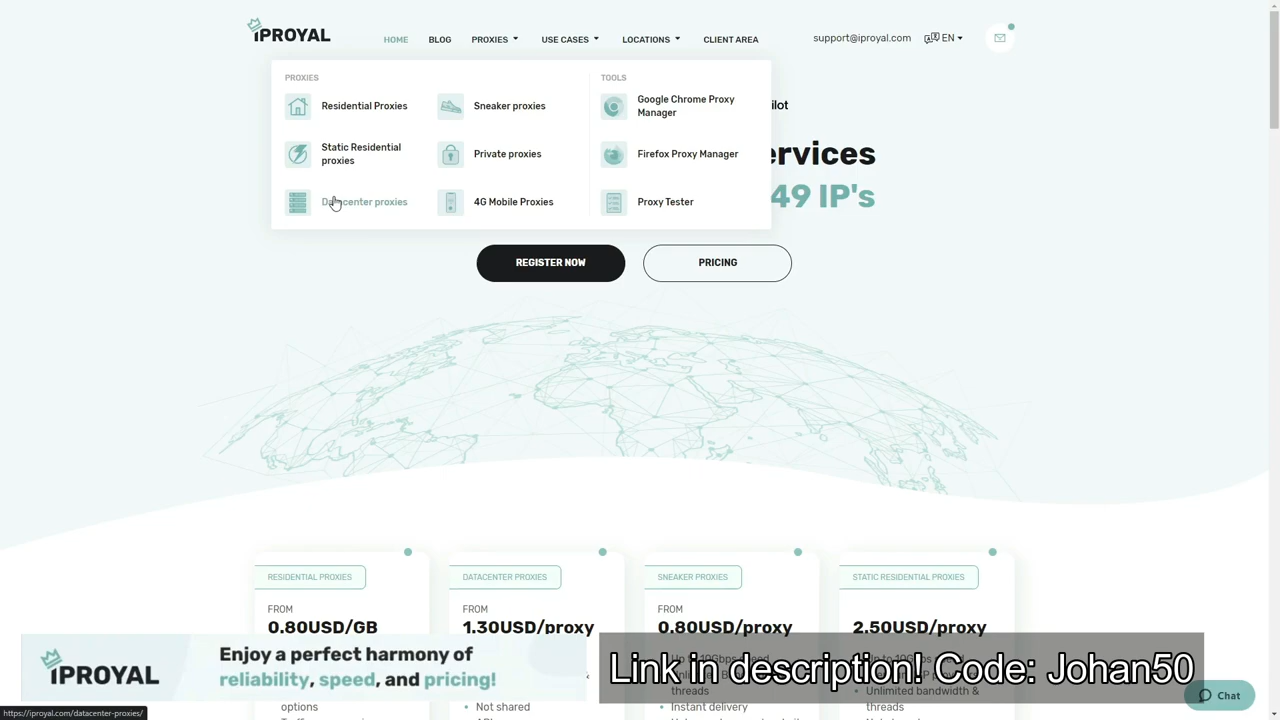 iPROYAL
HOME BLOG PROXIES USE CASES LOCATIONS CLIENT AREA
support@iproyal.com EN
PROXIES
Residential Proxies
Sneaker proxies
Static Residential
proxies
Private proxies
Datacenter proxies
4G Mobile Proxies
TOOLS
Google Chrome Proxy
Manager
Firefox Proxy Manager
Proxy Tester
ilot
ervices
49 IP's
REGISTER NOW
PRICING
RESIDENTIAL PROXIES
FROM
0.80USD/GB
options
DATACENTER PROXIES
FROM
1.30USD/proxy
Not shared
SNEAKER PROXIES
FROM
0.80USD/proxy
threads
Instant delivery
STATIC RESIDENTIAL PROXIES
2.50USD/proxy
Unlimited bandwidth &
threads
iPROYAL
Enjoy a perfect harmony of
reliability, speed, and pricing!
Link in description! Code: Johan50
Chat
https://iproyal.com/datacenter-proxies/